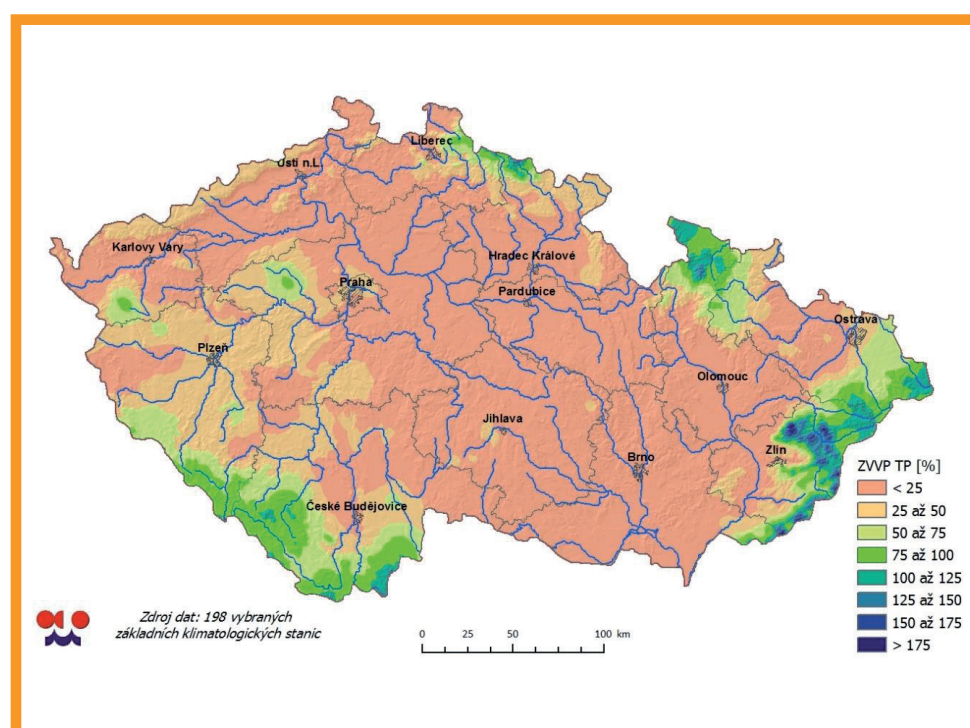 Liberec
Ústí n.L.
Karlovy Vary
Hradec Králové
Praha
Pardubice
Ostrava
Plzeň
Olomouc
Jihlava
Zlín
Brno
České Budějovice
ZVVP TP [%]
< 25
25 až 50
50 až 75
75 až 100
100 až 125
125 až 150
150 až 175
> 175
Zdroj dat: 198 vybraných
základních klimatologických stanic
0 25 50 100 km